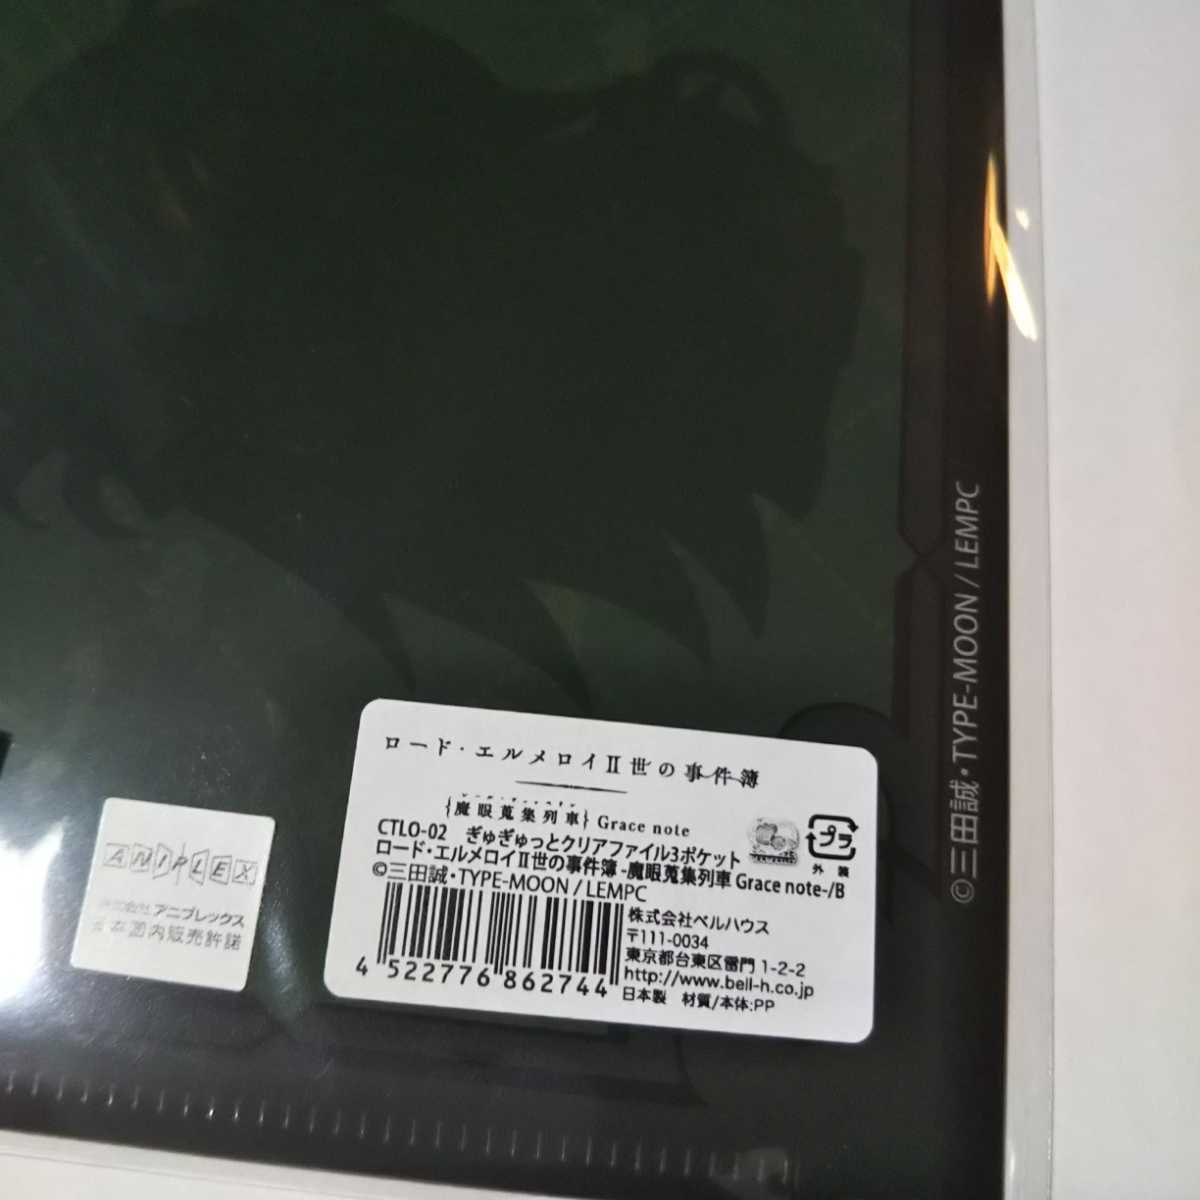 ロード・エルメロイⅡ世の事件簿
{魔眼蒐集列車} Grace note
CTLO-02 ぎゅぎゅっとクリアファイル3ポケット
ロード・エルメロイⅡ世の事件簿 -魔眼蒐集列車 Grace note-/B
©三田誠・TYPE-MOON / LEMPC
4 522776 862744
株式会社ベルハウス
〒111-0034
東京都台東区雷門 1-2-2
http://www.bell-h.co.jp
日本製 材質/本体:PP
プラ
外装
ANIPLEX
アニプレックス
国内販売許諾
©三田誠・TYPE-MOON / LEMPC